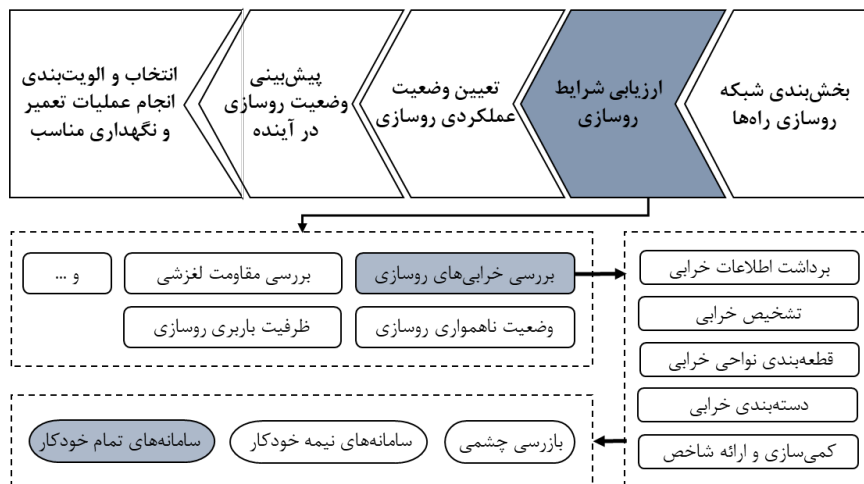 بخش‌بندی شبکه
روسازی راه‌ها
ارزیابی شرایط
روسازی
تعیین وضعیت
عملکردی روسازی
پیش‌بینی
وضعیت روسازی
در آینده
انتخاب و الویت‌بندی
انجام عملیات تعمیر
و نگهداری مناسب
بررسی خرابی‌های روسازی
بررسی مقاومت لغزشی
و ...
وضعیت ناهمواری روسازی
ظرفیت باربری روسازی
برداشت اطلاعات خرابی
تشخیص خرابی
قطعه‌بندی نواحی خرابی
دسته‌بندی خرابی
کمی‌سازی و ارائه شاخص
بازرسی چشمی
سامانه‌های نیمه خودکار
سامانه‌های تمام خودکار